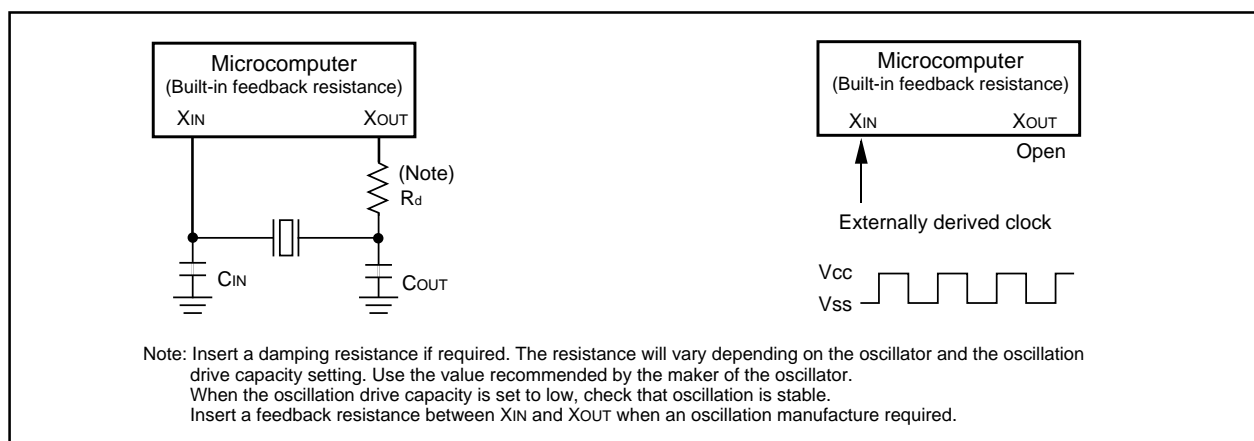 Microcomputer
(Built-in feedback resistance)
XIN XOUT
(Note)
Rd
CIN
COUT
Microcomputer
(Built-in feedback resistance)
XIN XOUT
Open
Externally derived clock
Vcc
Vss
Note: Insert a damping resistance if required. The resistance will vary depending on the oscillator and the oscillation
drive capacity setting. Use the value recommended by the maker of the oscillator.
When the oscillation drive capacity is set to low, check that oscillation is stable.
Insert a feedback resistance between XIN and XOUT when an oscillation manufacture required.